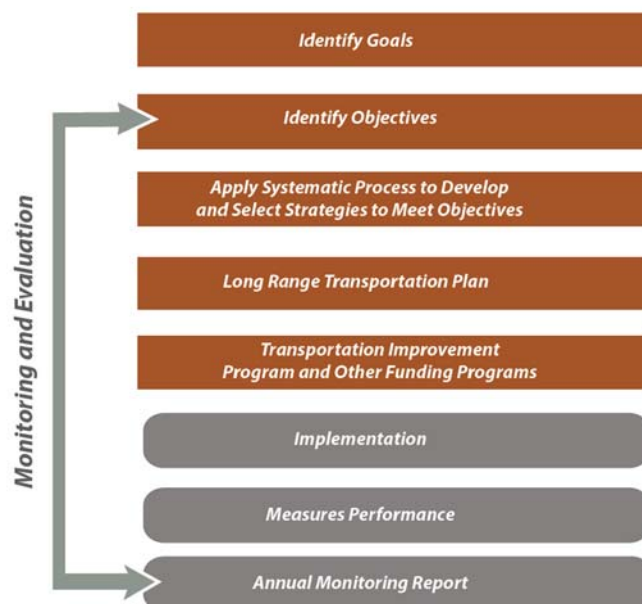 Identify Goals
Identify Objectives
Apply Systematic Process to Develop
and Select Strategies to Meet Objectives
Long Range Transportation Plan
Transportation Improvement
Program and Other Funding Programs
Implementation
Measures Performance
Annual Monitoring Report
Monitoring and Evaluation